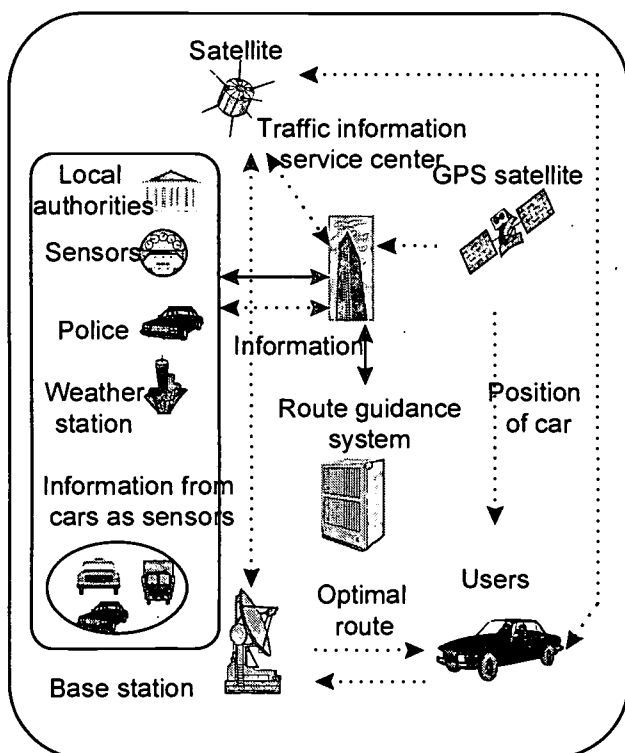 Satellite
Traffic information
service center
GPS satellite
Local
authorities
Sensors
Police
Weather
station
Information
Route guidance
system
Position
of car
Information from
cars as sensors
Users
Optimal
route
Base station